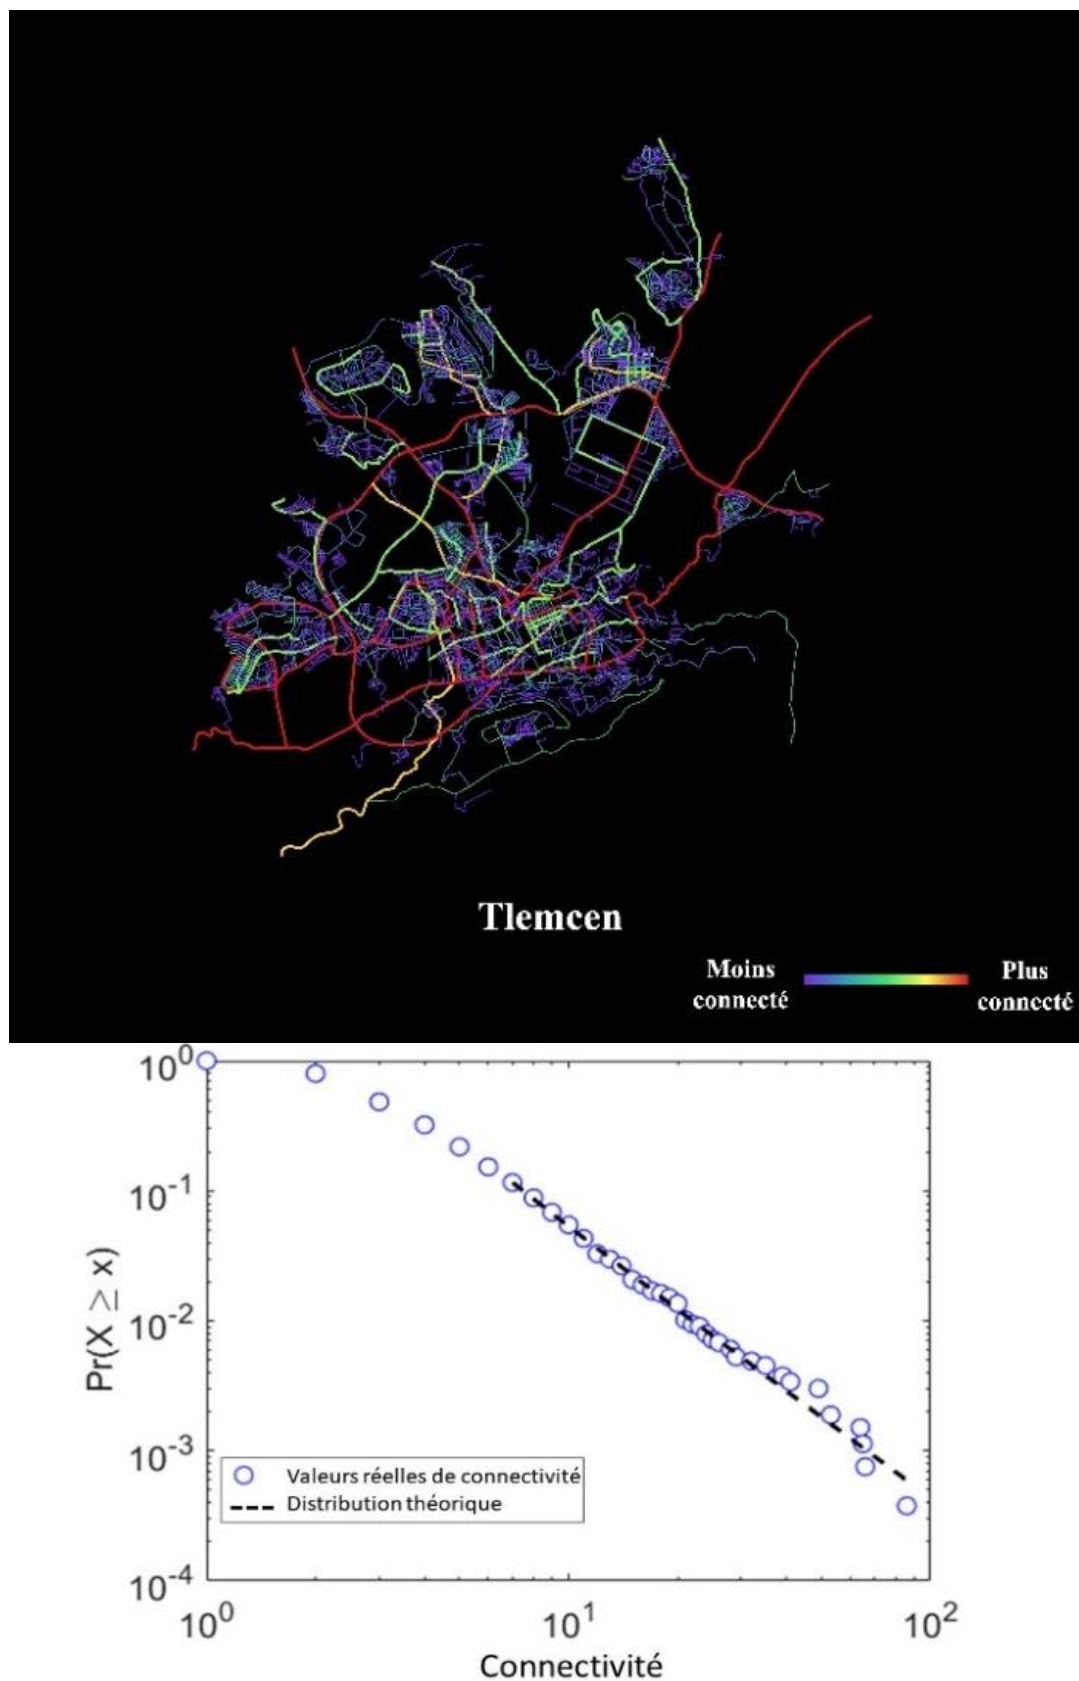 Tlemcen
Moins connecté
Plus connecté
10^0
10^-1
10^-2
10^-3
10^-4
Pr(X ≥ x)
Valeurs réelles de connectivité
Distribution théorique
10^0
10^1
10^2
Connectivité